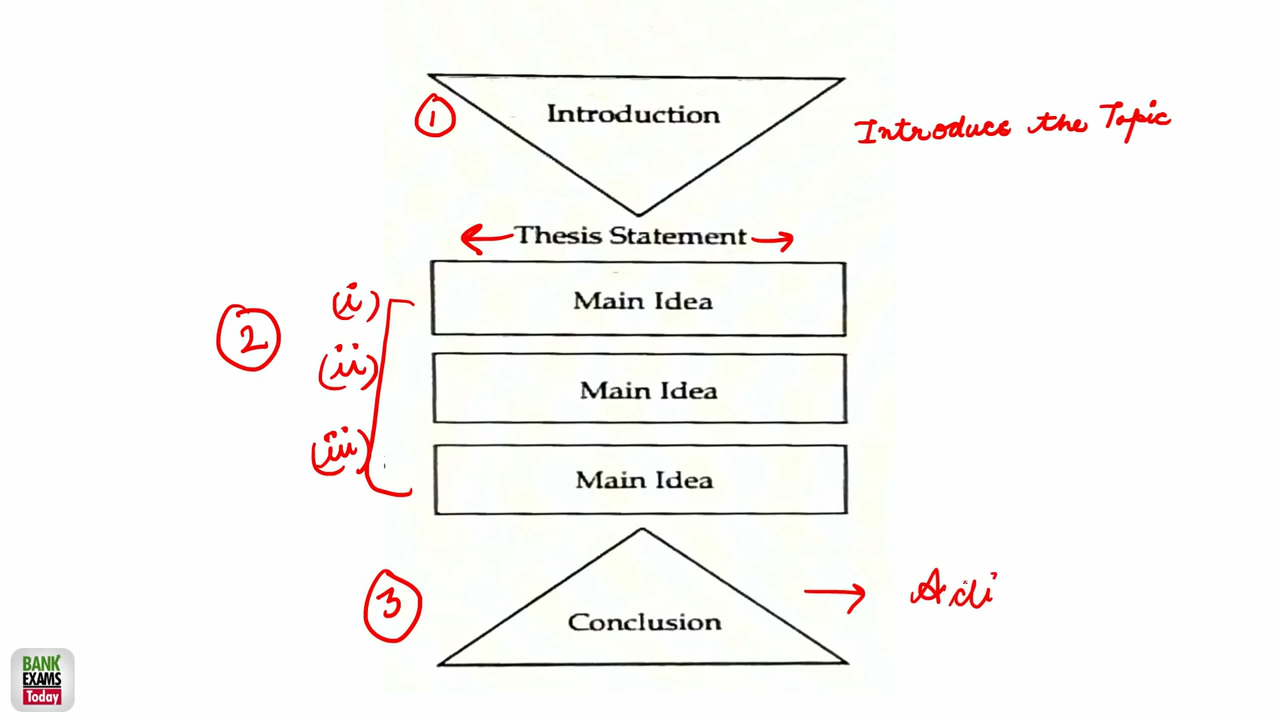 Introduction
①
Introduce the Topic
Thesis Statement
(i)
Main Idea
②
(ii)
Main Idea
(iii)
Main Idea
③
Conclusion
BANK
EXAMS
Today